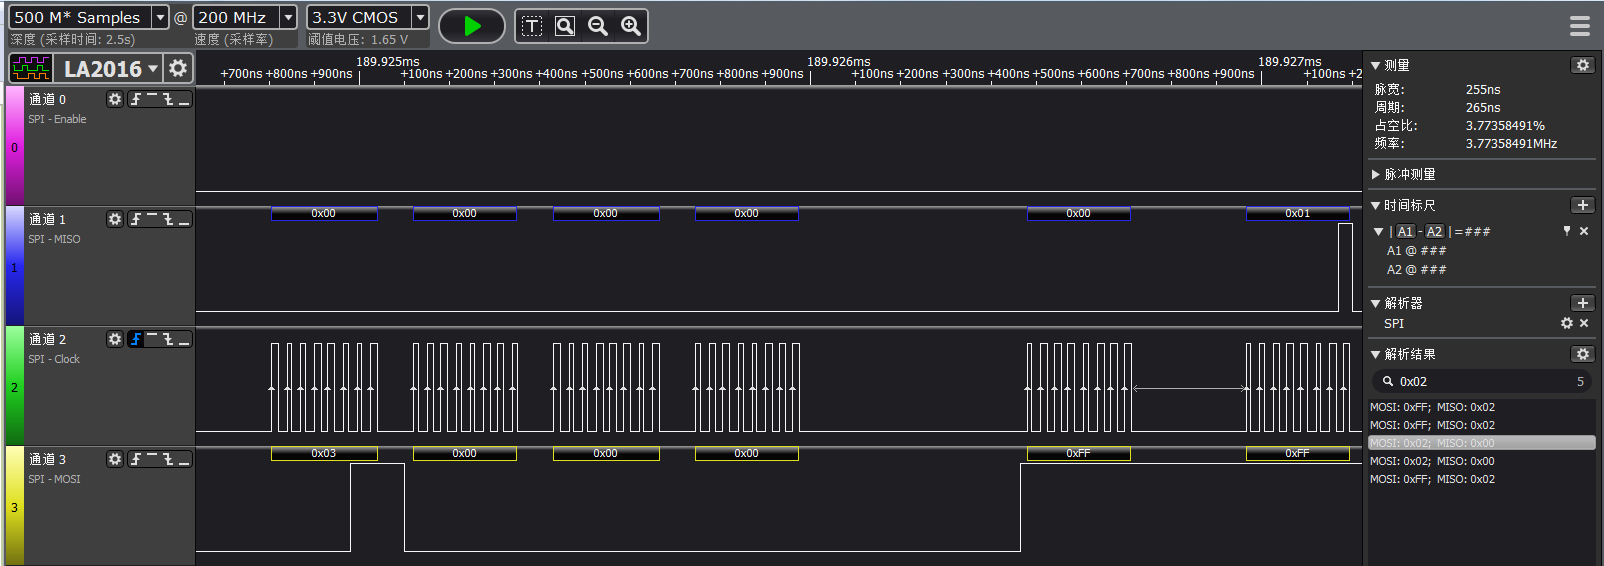 500 M* Samples @ 200 MHz 3.3V CMOS
深度 (采样时间: 2.5s) 速度 (采样率) 阈值电压: 1.65 V
LA2016
189.925ms 189.926ms 189.927ms
+700ns +800ns +900ns +100ns +200ns +300ns +400ns +500ns +600ns +700ns +800ns +900ns +100ns +200ns +300ns +400ns +500ns +600ns +700ns +800ns +900ns +100ns +2
通道 0
SPI - Enable
0
通道 1
SPI - MISO
1
0x00 0x00 0x00 0x00 0x00 0x01
通道 2
SPI - Clock
2
通道 3
SPI - MOSI
3
0x03 0x00 0x00 0x00 0xFF 0xFF
测量
脉宽: 255ns
周期: 265ns
占空比: 3.77358491%
频率: 3.77358491MHz
脉冲测量
时间标尺
| A1 - A2 | = ###
A1 @ ###
A2 @ ###
解析器
SPI
解析结果
0x02 5
MOSI: 0xFF; MISO: 0x02
MOSI: 0xFF; MISO: 0x02
MOSI: 0x02; MISO: 0x00
MOSI: 0x02; MISO: 0x00
MOSI: 0xFF; MISO: 0x02